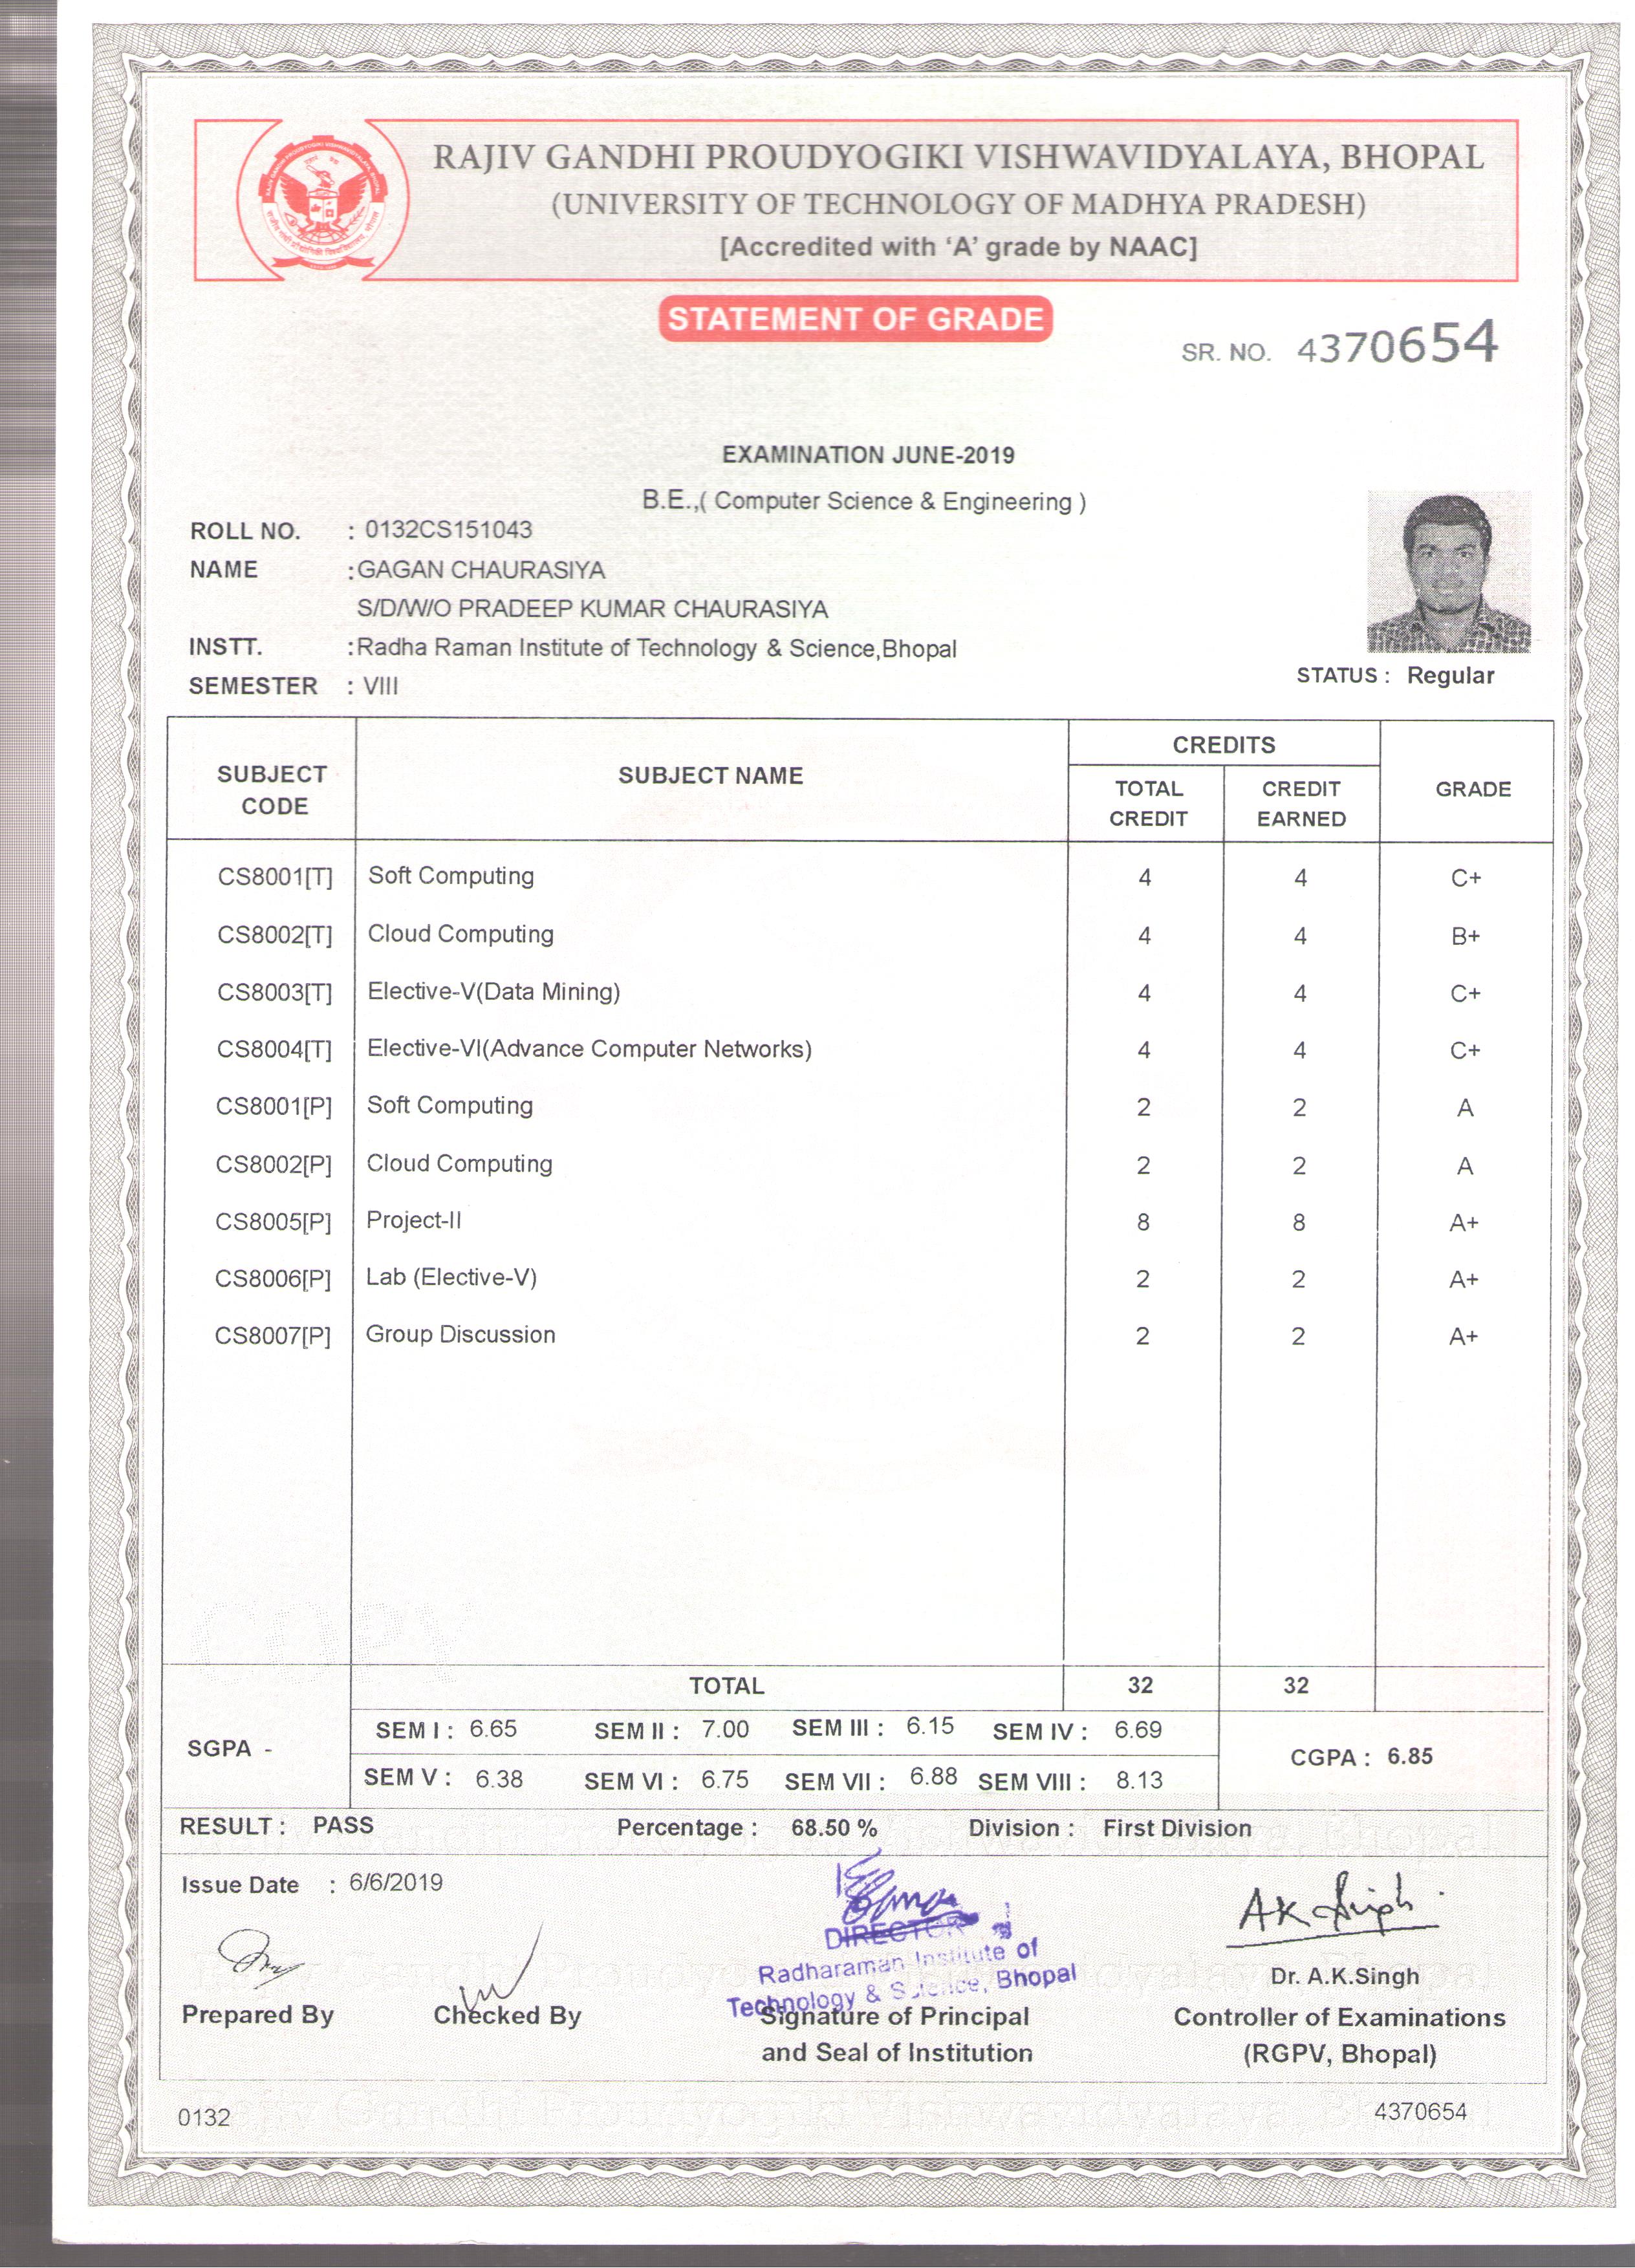 RAJIV GANDHI PROUDYOGIKI VISHWAVIDYALAYA, BHOPAL
(UNIVERSITY OF TECHNOLOGY OF MADHYA PRADESH)
[Accredited with ‘A’ grade by NAAC]
STATEMENT OF GRADE
SR. NO. 4370654
EXAMINATION JUNE-2019
B.E.,( Computer Science & Engineering )
ROLL NO. : 0132CS151043
NAME :GAGAN CHAURASIYA
S/D/W/O PRADEEP KUMAR CHAURASIYA
INSTT. :Radha Raman Institute of Technology & Science,Bhopal
SEMESTER : VIII
STATUS : Regular
SUBJECT CODE SUBJECT NAME CREDITS GRADE
TOTAL CREDIT CREDIT EARNED
CS8001[T] Soft Computing 4 4 C+
CS8002[T] Cloud Computing 4 4 B+
CS8003[T] Elective-V(Data Mining) 4 4 C+
CS8004[T] Elective-VI(Advance Computer Networks) 4 4 C+
CS8001[P] Soft Computing 2 2 A
CS8002[P] Cloud Computing 2 2 A
CS8005[P] Project-II 8 8 A+
CS8006[P] Lab (Elective-V) 2 2 A+
CS8007[P] Group Discussion 2 2 A+
COPY
TOTAL 32 32
SGPA - SEM I : 6.65 SEM II : 7.00 SEM III : 6.15 SEM IV : 6.69
SEM V : 6.38 SEM VI : 6.75 SEM VII : 6.88 SEM VIII : 8.13
CGPA : 6.85
RESULT : PASS Percentage : 68.50 % Division : First Division
Issue Date : 6/6/2019
A K Singh
DIRECTOR
Radharaman Institute of
Technology & Science, Bhopal
Dr. A.K.Singh
Prepared By Checked By Signature of Principal Controller of Examinations
and Seal of Institution (RGPV, Bhopal)
0132 4370654